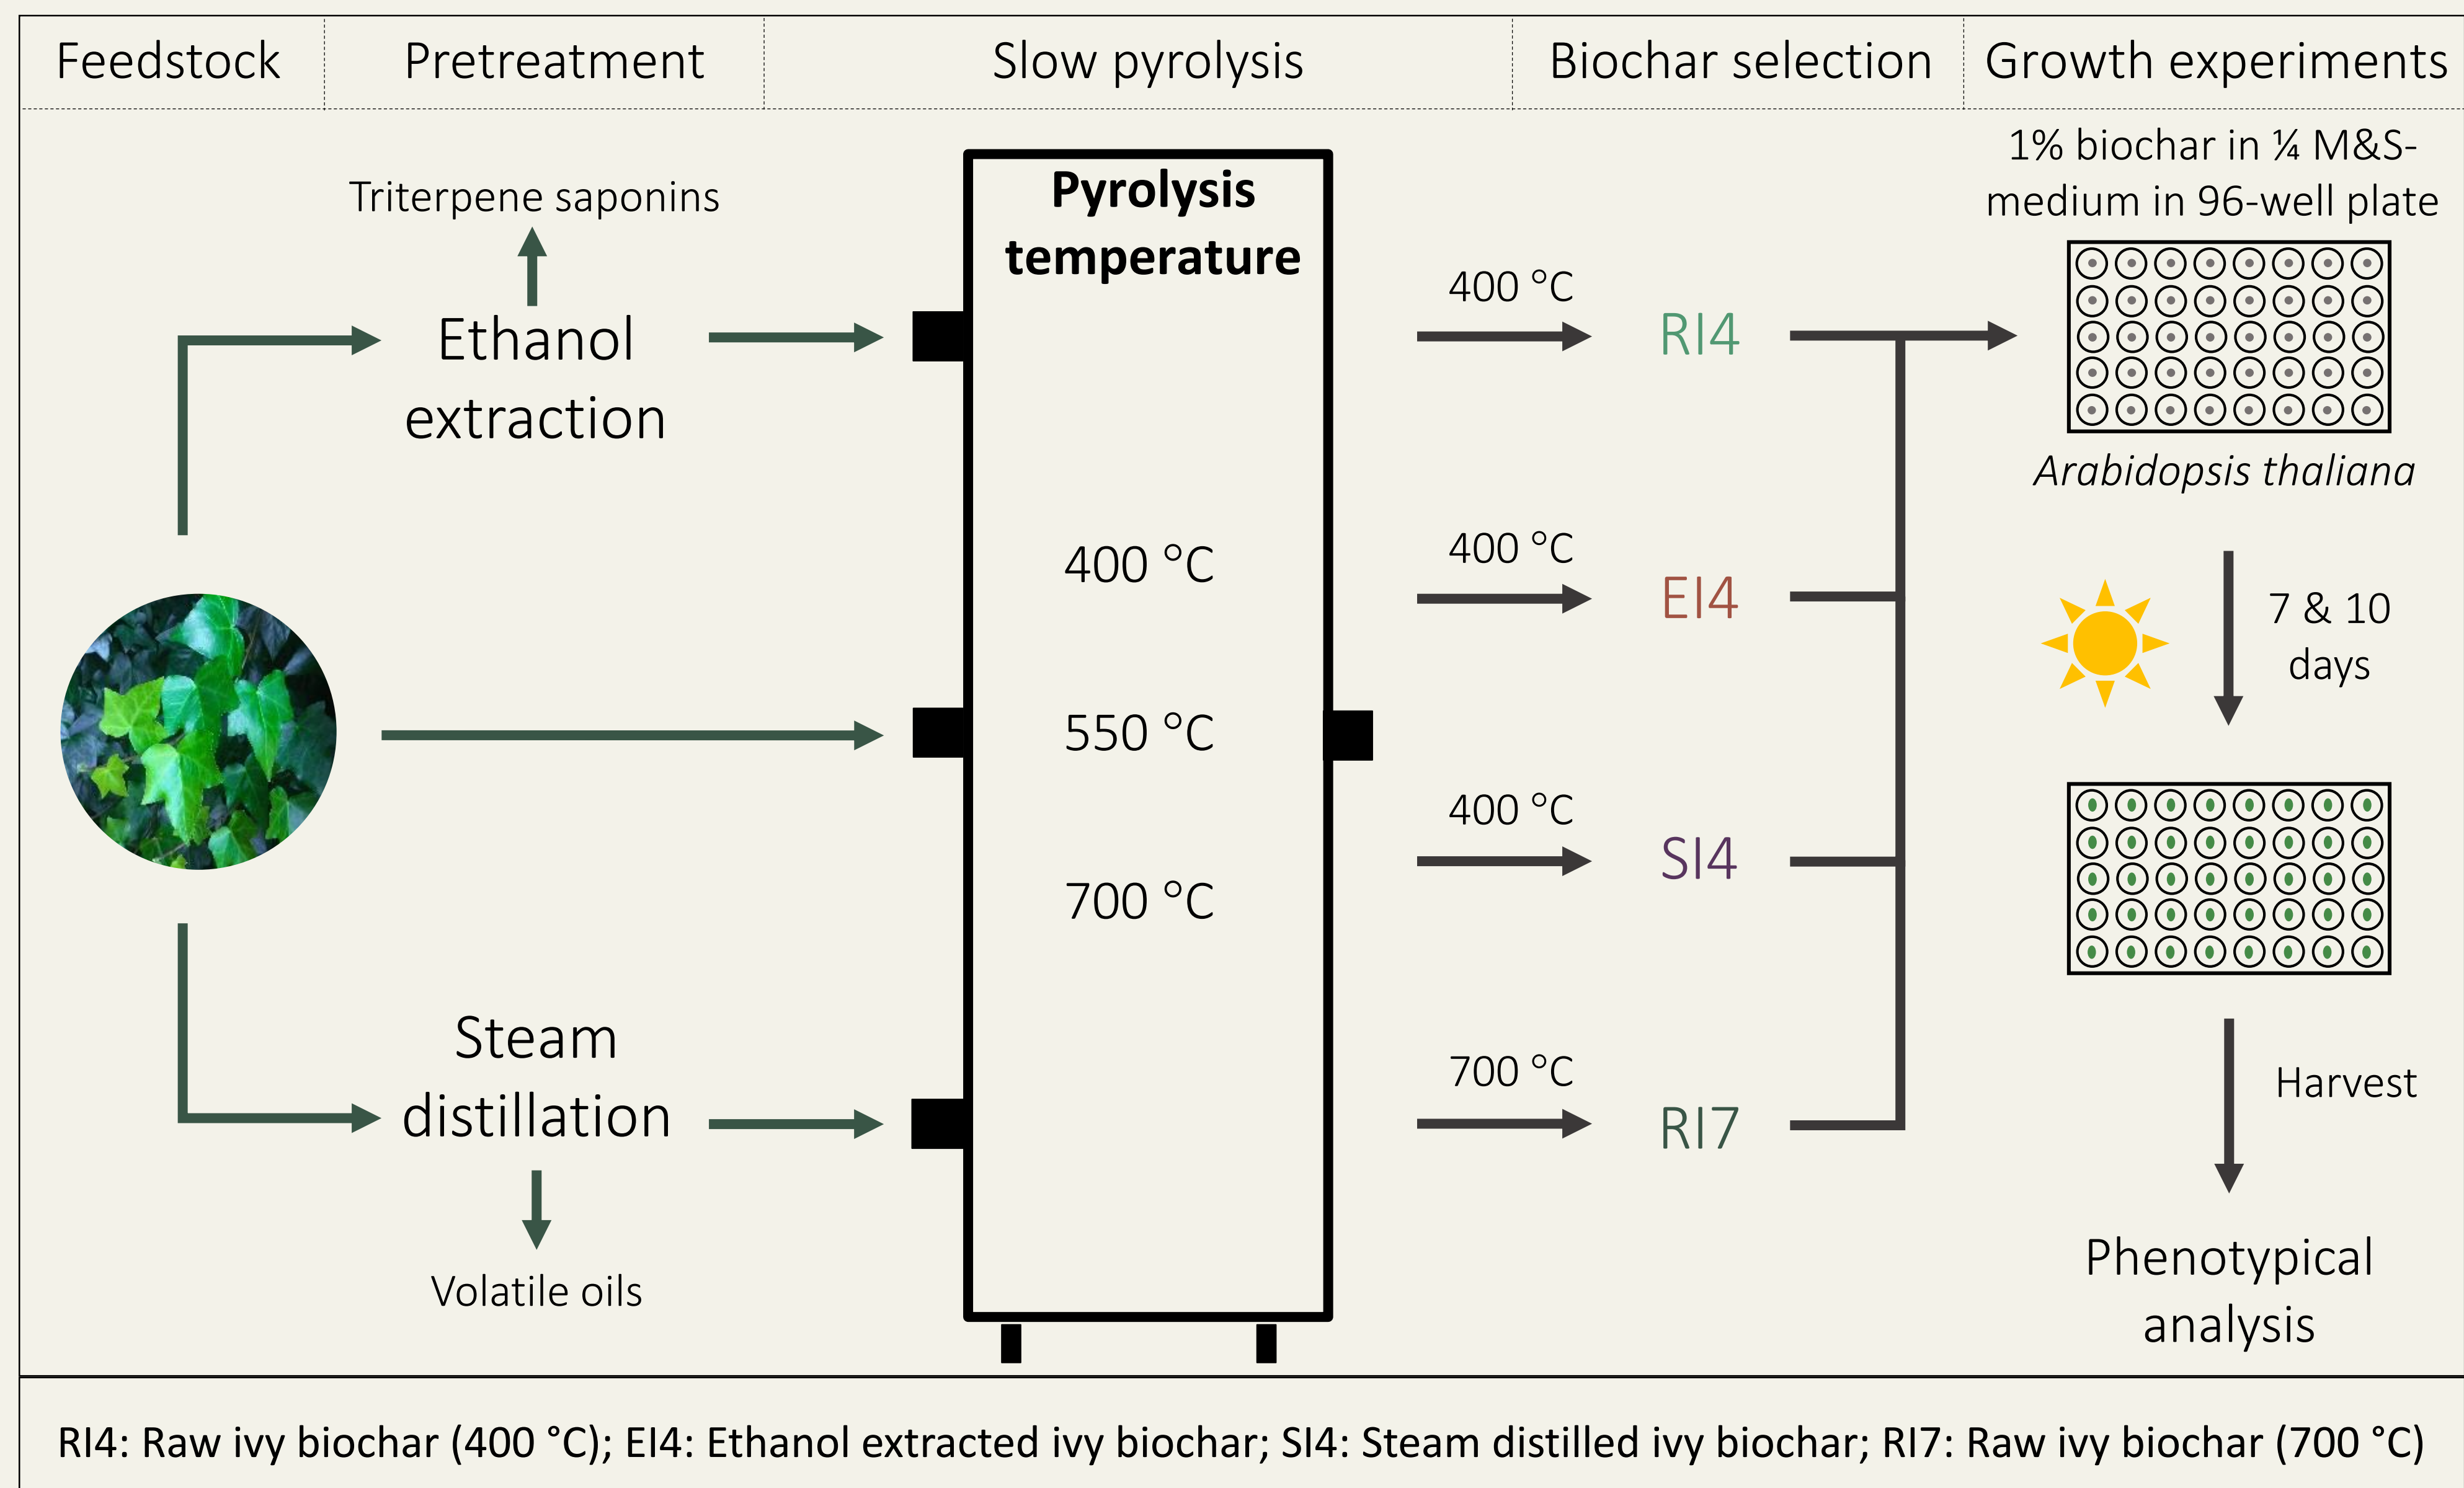 Feedstock
Pretreatment
Slow pyrolysis
Biochar selection
Growth experiments
Triterpene saponins
Ethanol
extraction
Steam
distillation
Volatile oils
Pyrolysis
temperature
400 °C
550 °C
700 °C
400 °C
RI4
400 °C
EI4
400 °C
SI4
700 °C
RI7
1% biochar in ¼ M&S-
medium in 96-well plate
Arabidopsis thaliana
7 & 10
days
Harvest
Phenotypical
analysis
RI4: Raw ivy biochar (400 °C); EI4: Ethanol extracted ivy biochar; SI4: Steam distilled ivy biochar; RI7: Raw ivy biochar (700 °C)